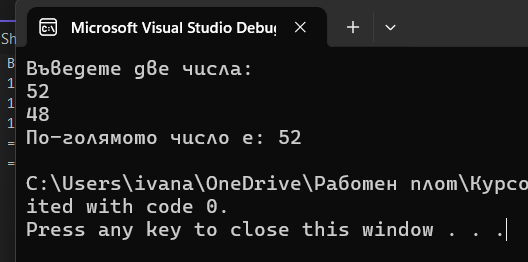 Microsoft Visual Studio Debug
Sh
Въведете две числа:
52
48
По-голямото число е: 52
C:\Users\ivana\OneDrive\Работен плот\Курсо
ited with code 0.
Press any key to close this window . . .